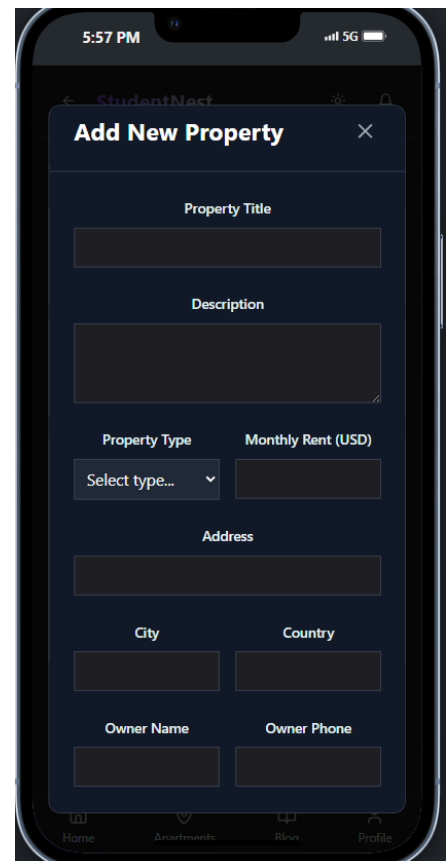 5:57 PM
5G
StudentNest
Add New Property
Property Title
Description
Property Type Monthly Rent (USD)
Select type...
Address
City Country
Owner Name Owner Phone
Home Apartments Blog Profile